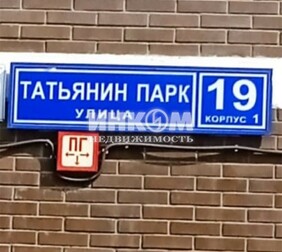 ТАТЬЯНИН ПАРК
УЛИЦА
19
КОРПУС 1
ИНКОМ
НЕДВИЖИМОСТЬ
ПГ